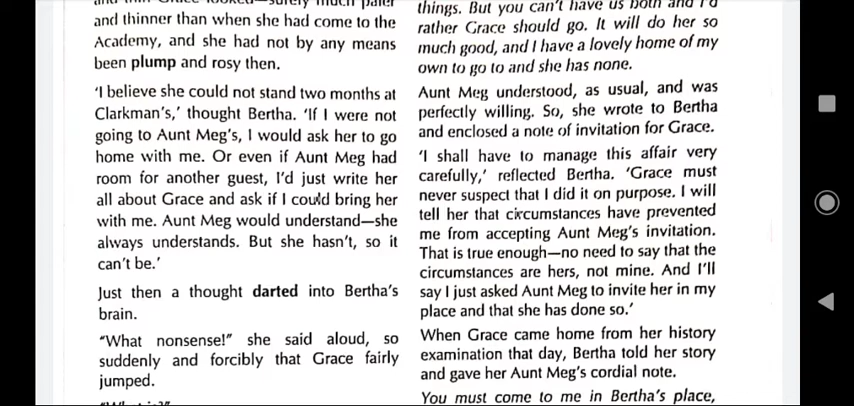 and thinner than when she had come to the
Academy, and she had not by any means
been plump and rosy then.
'I believe she could not stand two months at
Clarkman's,' thought Bertha. 'If I were not
going to Aunt Meg's, I would ask her to go
home with me. Or even if Aunt Meg had
room for another guest, I'd just write her
all about Grace and ask if I could bring her
with me. Aunt Meg would understand—she
always understands. But she hasn't, so it
can't be.'
Just then a thought darted into Bertha's
brain.
"What nonsense!" she said aloud, so
suddenly and forcibly that Grace fairly
jumped.
things. But you can't have us both and I'd
rather Grace should go. It will do her so
much good, and I have a lovely home of my
own to go to and she has none.
Aunt Meg understood, as usual, and was
perfectly willing. So, she wrote to Bertha
and enclosed a note of invitation for Grace.
'I shall have to manage this affair very
carefully,' reflected Bertha. 'Grace must
never suspect that I did it on purpose. I will
tell her that circumstances have prevented
me from accepting Aunt Meg's invitation.
That is true enough—no need to say that the
circumstances are hers, not mine. And I'll
say I just asked Aunt Meg to invite her in my
place and that she has done so.'
When Grace came home from her history
examination that day, Bertha told her story
and gave her Aunt Meg's cordial note.
You must come to me in Bertha's place,